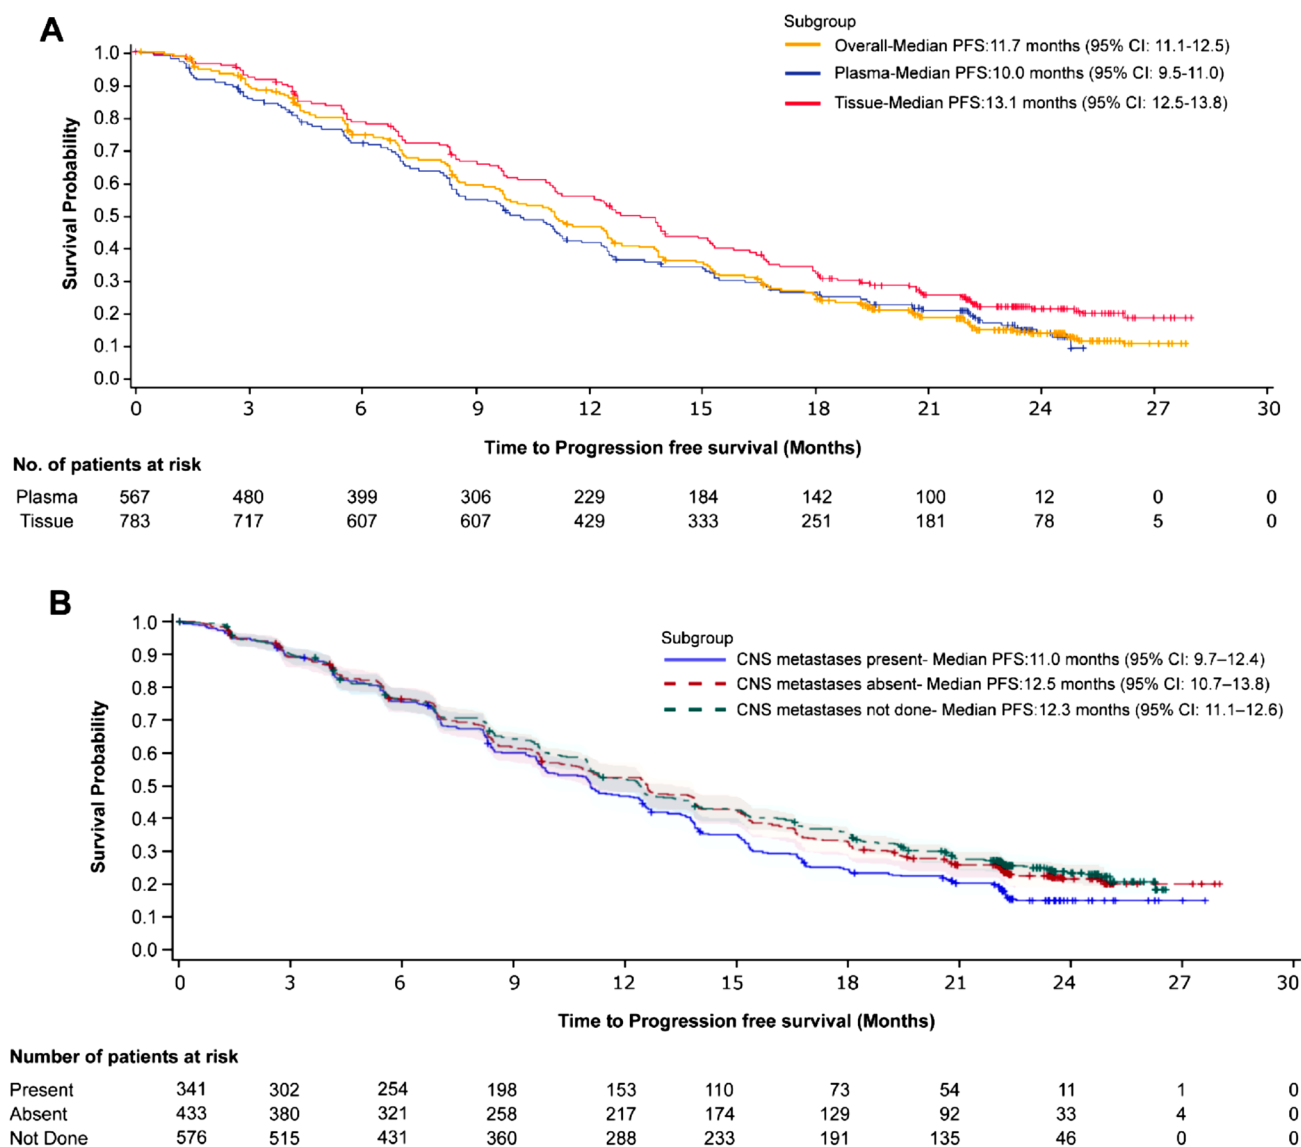 A
Subgroup
Overall-Median PFS:11.7 months (95% CI: 11.1-12.5)
Plasma-Median PFS:10.0 months (95% CI: 9.5-11.0)
Tissue-Median PFS:13.1 months (95% CI: 12.5-13.8)
Survival Probability
1.0
0.9
0.8
0.7
0.6
0.5
0.4
0.3
0.2
0.1
0.0
0 3 6 9 12 15 18 21 24 27 30
Time to Progression free survival (Months)
No. of patients at risk
Plasma 567 480 399 306 229 184 142 100 12 0 0
Tissue 783 717 607 607 429 333 251 181 78 5 0
B
Subgroup
CNS metastases present- Median PFS:11.0 months (95% CI: 9.7–12.4)
CNS metastases absent- Median PFS:12.5 months (95% CI: 10.7–13.8)
CNS metastases not done- Median PFS:12.3 months (95% CI: 11.1–12.6)
Survival Probability
1.0
0.9
0.8
0.7
0.6
0.5
0.4
0.3
0.2
0.1
0.0
0 3 6 9 12 15 18 21 24 27 30
Time to Progression free survival (Months)
Number of patients at risk
Present 341 302 254 198 153 110 73 54 11 1 0
Absent 433 380 321 258 217 174 129 92 33 4 0
Not Done 576 515 431 360 288 233 191 135 46 0 0